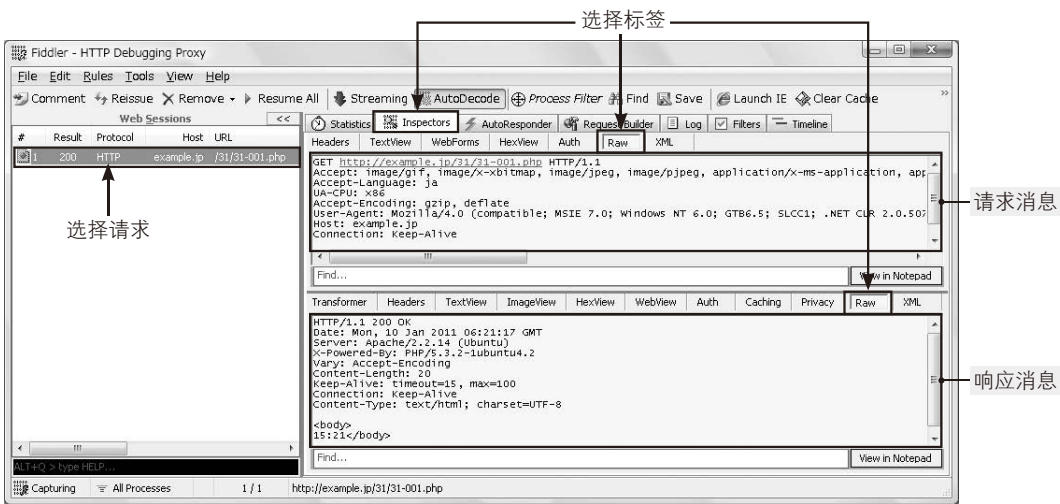 选择标签
Fiddler - HTTP Debugging Proxy
File Edit Rules Tools View Help
Comment Reissue Remove Resume All Streaming AutoDecode Process Filter Find Save Launch IE Clear Cache »
Web Sessions <<
# Result Protocol Host URL
1 200 HTTP example.jp /31/31-001.php
选择请求
Statistics Inspectors AutoResponder Request Builder Log Filters Timeline
Headers TextView WebForms HexView Auth Raw XML
GET http://example.jp/31/31-001.php HTTP/1.1
Accept: image/gif, image/x-xbitmap, image/jpeg, image/pjpeg, application/x-ms-application, app
Accept-Language: ja
UA-CPU: x86
Accept-Encoding: gzip, deflate
User-Agent: Mozilla/4.0 (compatible; MSIE 7.0; Windows NT 6.0; GTB6.5; SLCC1; .NET CLR 2.0.507
Host: example.jp
Connection: Keep-Alive
请求消息
Find... View in Notepad
Transformer Headers TextView ImageView HexView WebView Auth Caching Privacy Raw XML
HTTP/1.1 200 OK
Date: Mon, 10 Jan 2011 06:21:17 GMT
Server: Apache/2.2.14 (Ubuntu)
X-Powered-By: PHP/5.3.2-1ubuntu4.2
Vary: Accept-Encoding
Content-Length: 20
Keep-Alive: timeout=15, max=100
Connection: Keep-Alive
Content-Type: text/html; charset=UTF-8
<body>
15:21</body>
响应消息
Find... View in Notepad
ALT+Q > type HELP...
Capturing All Processes 1 / 1 http://example.jp/31/31-001.php